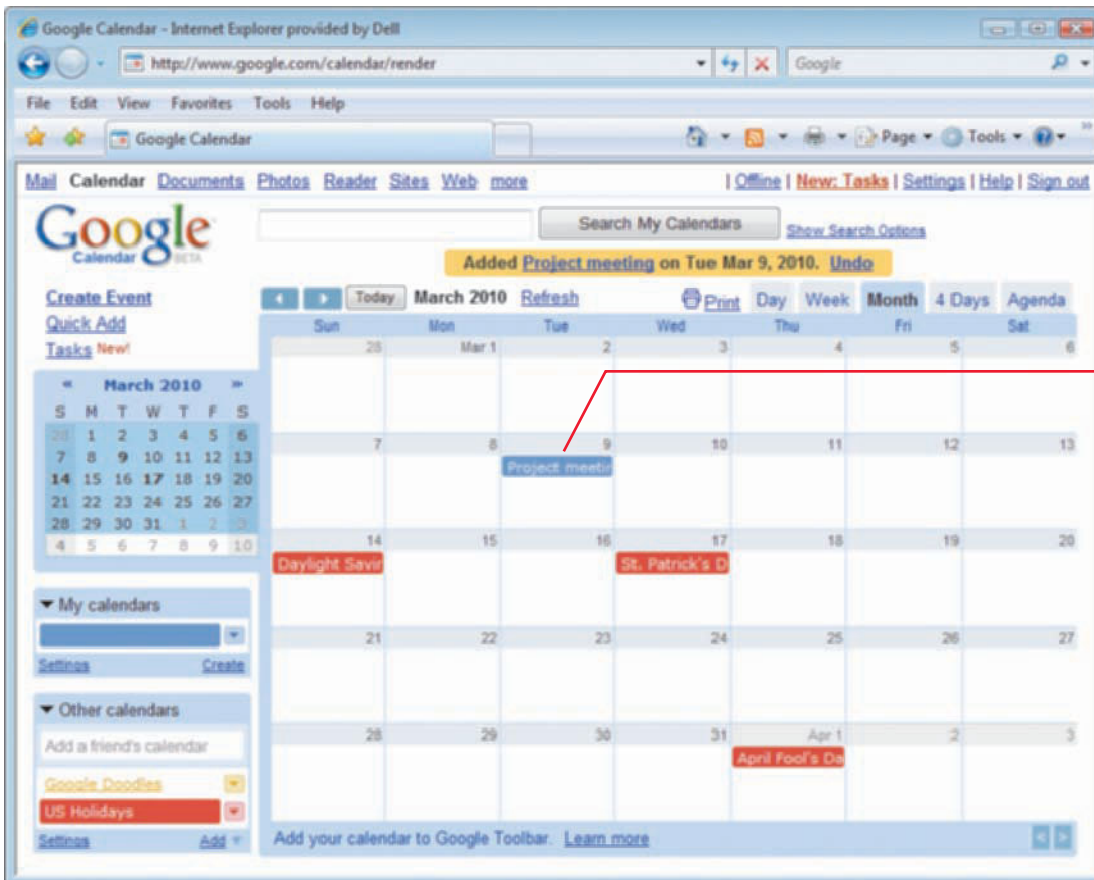 Google Calendar - Internet Explorer provided by Dell
http://www.google.com/calendar/render
Google
File Edit View Favorites Tools Help
Google Calendar
Page Tools
Mail Calendar Documents Photos Reader Sites Web more | Offline | New: Tasks | Settings | Help | Sign out
Google
Calendar BETA
Search My Calendars
Show Search Options
Added Project meeting on Tue Mar 9, 2010. Undo
Create Event
Quick Add
Tasks New!
Today March 2010 Refresh Print Day Week Month 4 Days Agenda
« March 2010 »
S M T W T F S
28 1 2 3 4 5 6
7 8 9 10 11 12 13
14 15 16 17 18 19 20
21 22 23 24 25 26 27
28 29 30 31 1 2 3
4 5 6 7 8 9 10
My calendars
Settings Create
Other calendars
Add a friend's calendar
Google Doodles
US Holidays
Settings Add
Sun Mon Tue Wed Thu Fri Sat
28 Mar 1 2 3 4 5 6
7 8 9 10 11 12 13
Project meetin
14 15 16 17 18 19 20
Daylight Savin St. Patrick's D
21 22 23 24 25 26 27
28 29 30 31 Apr 1 2 3
April Fool's Da
Add your calendar to Google Toolbar. Learn more